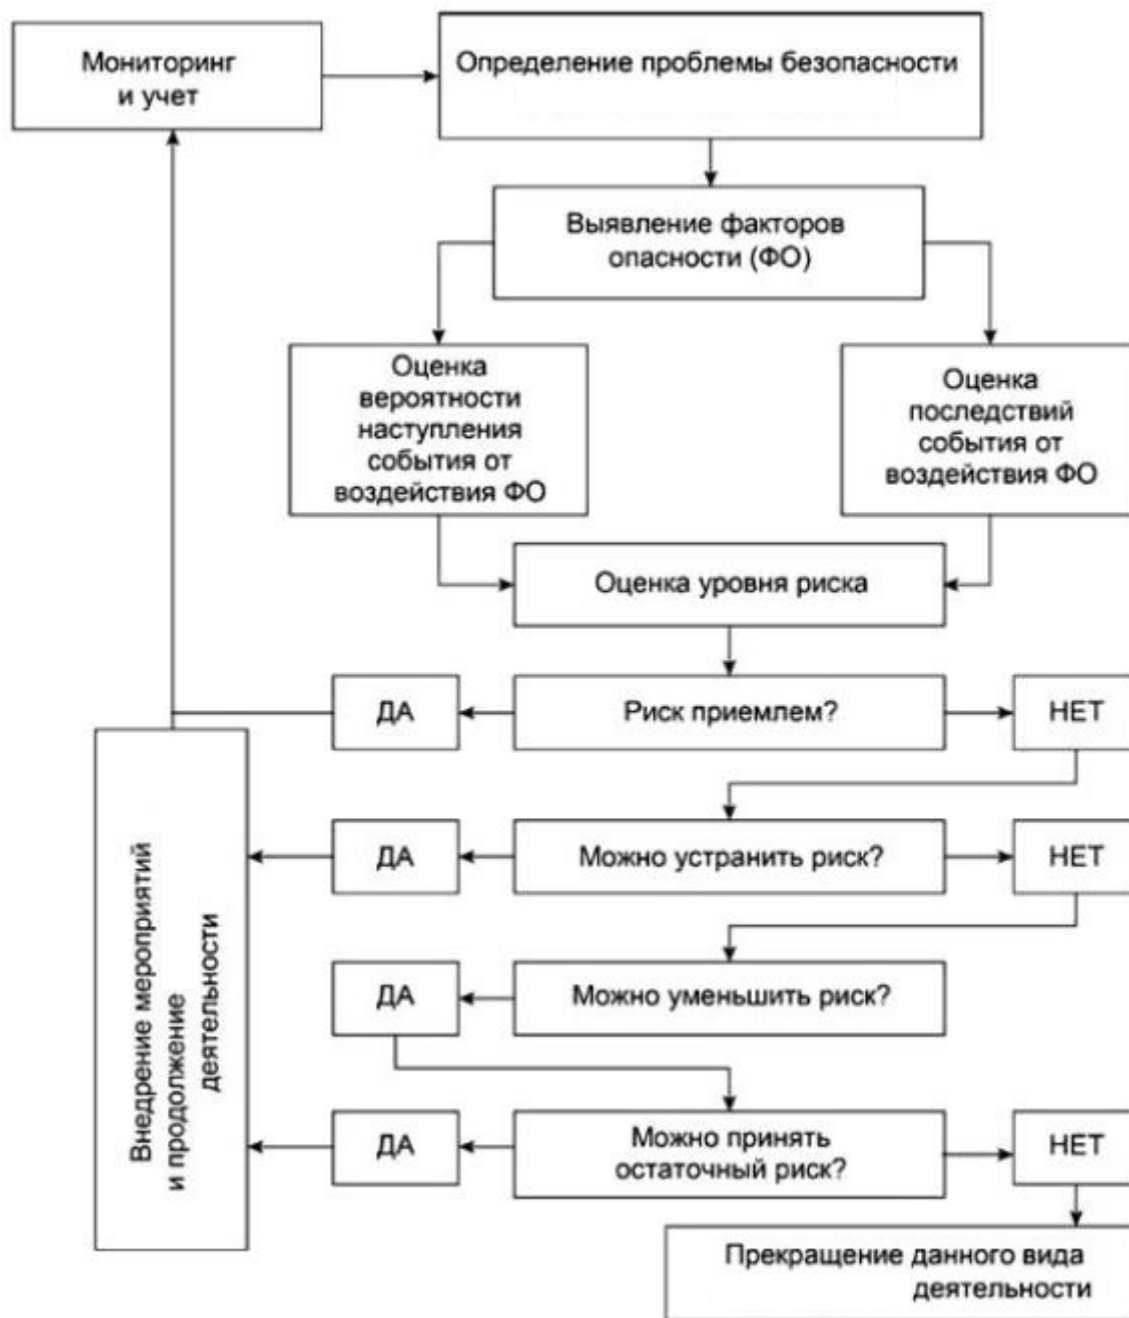 Мониторинг
и учет
Определение проблемы безопасности
Выявление факторов
опасности (ФО)
Оценка
вероятности
наступления
события от
воздействия ФО
Оценка
последствий
события от
воздействия ФО
Оценка уровня риска
ДА
Риск приемлем?
НЕТ
ДА
Можно устранить риск?
НЕТ
ДА
Можно уменьшить риск?
ДА
Можно принять
остаточный риск?
НЕТ
Внедрение мероприятий
и продолжение
деятельности
Прекращение данного вида
деятельности